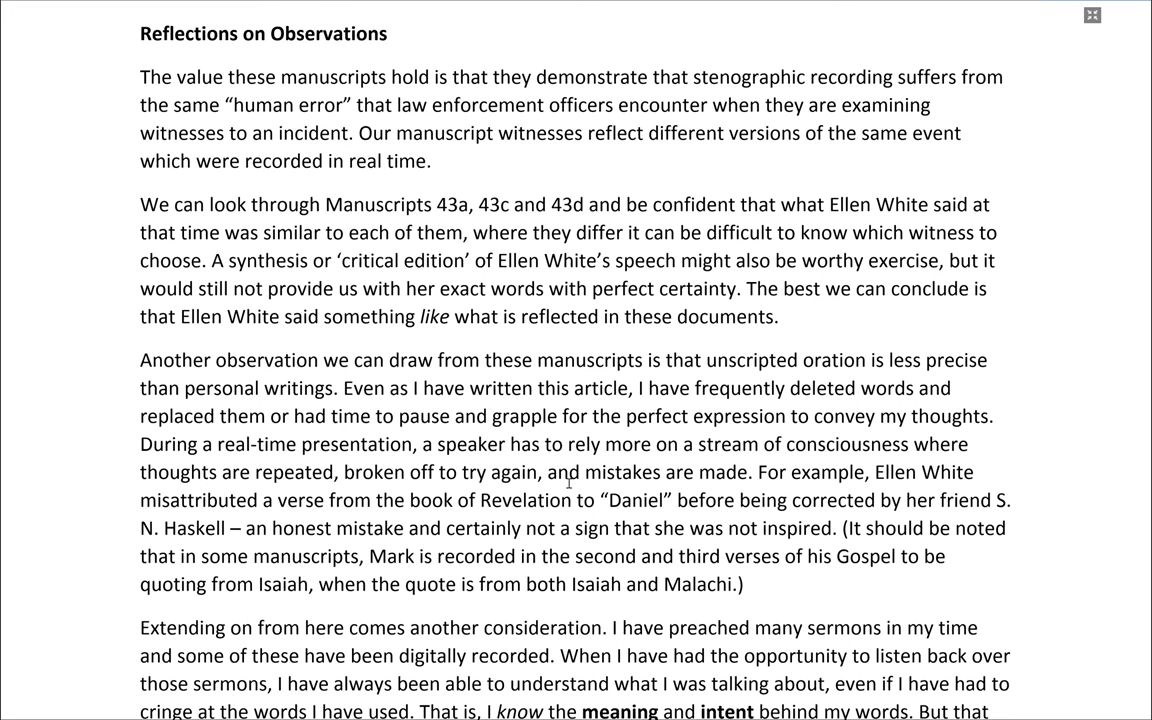 Reflections on Observations
The value these manuscripts hold is that they demonstrate that stenographic recording suffers from
the same “human error” that law enforcement officers encounter when they are examining
witnesses to an incident. Our manuscript witnesses reflect different versions of the same event
which were recorded in real time.
We can look through Manuscripts 43a, 43c and 43d and be confident that what Ellen White said at
that time was similar to each of them, where they differ it can be difficult to know which witness to
choose. A synthesis or ‘critical edition’ of Ellen White’s speech might also be worthy exercise, but it
would still not provide us with her exact words with perfect certainty. The best we can conclude is
that Ellen White said something like what is reflected in these documents.
Another observation we can draw from these manuscripts is that unscripted oration is less precise
than personal writings. Even as I have written this article, I have frequently deleted words and
replaced them or had time to pause and grapple for the perfect expression to convey my thoughts.
During a real-time presentation, a speaker has to rely more on a stream of consciousness where
thoughts are repeated, broken off to try again, and mistakes are made. For example, Ellen White
misattributed a verse from the book of Revelation to “Daniel” before being corrected by her friend S.
N. Haskell – an honest mistake and certainly not a sign that she was not inspired. (It should be noted
that in some manuscripts, Mark is recorded in the second and third verses of his Gospel to be
quoting from Isaiah, when the quote is from both Isaiah and Malachi.)
Extending on from here comes another consideration. I have preached many sermons in my time
and some of these have been digitally recorded. When I have had the opportunity to listen back over
those sermons, I have always been able to understand what I was talking about, even if I have had to
cringe at the words I have used. That is, I know the meaning and intent behind my words. But that